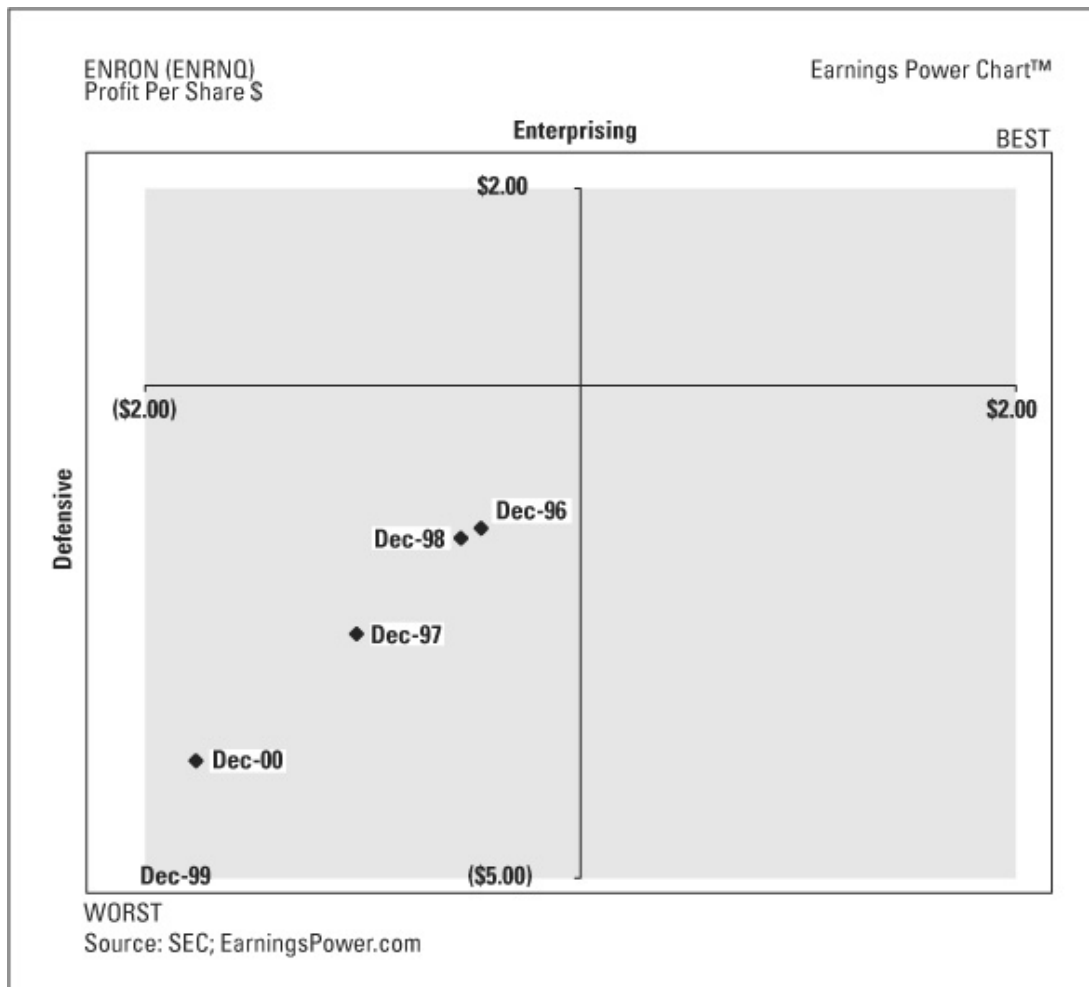 ENRON (ENRNQ)
Profit Per Share $
Earnings Power Chart™
Enterprising
BEST
$2.00
($2.00)
$2.00
Defensive
Dec-96
Dec-98
Dec-97
Dec-00
Dec-99
($5.00)
WORST
Source: SEC; EarningsPower.com